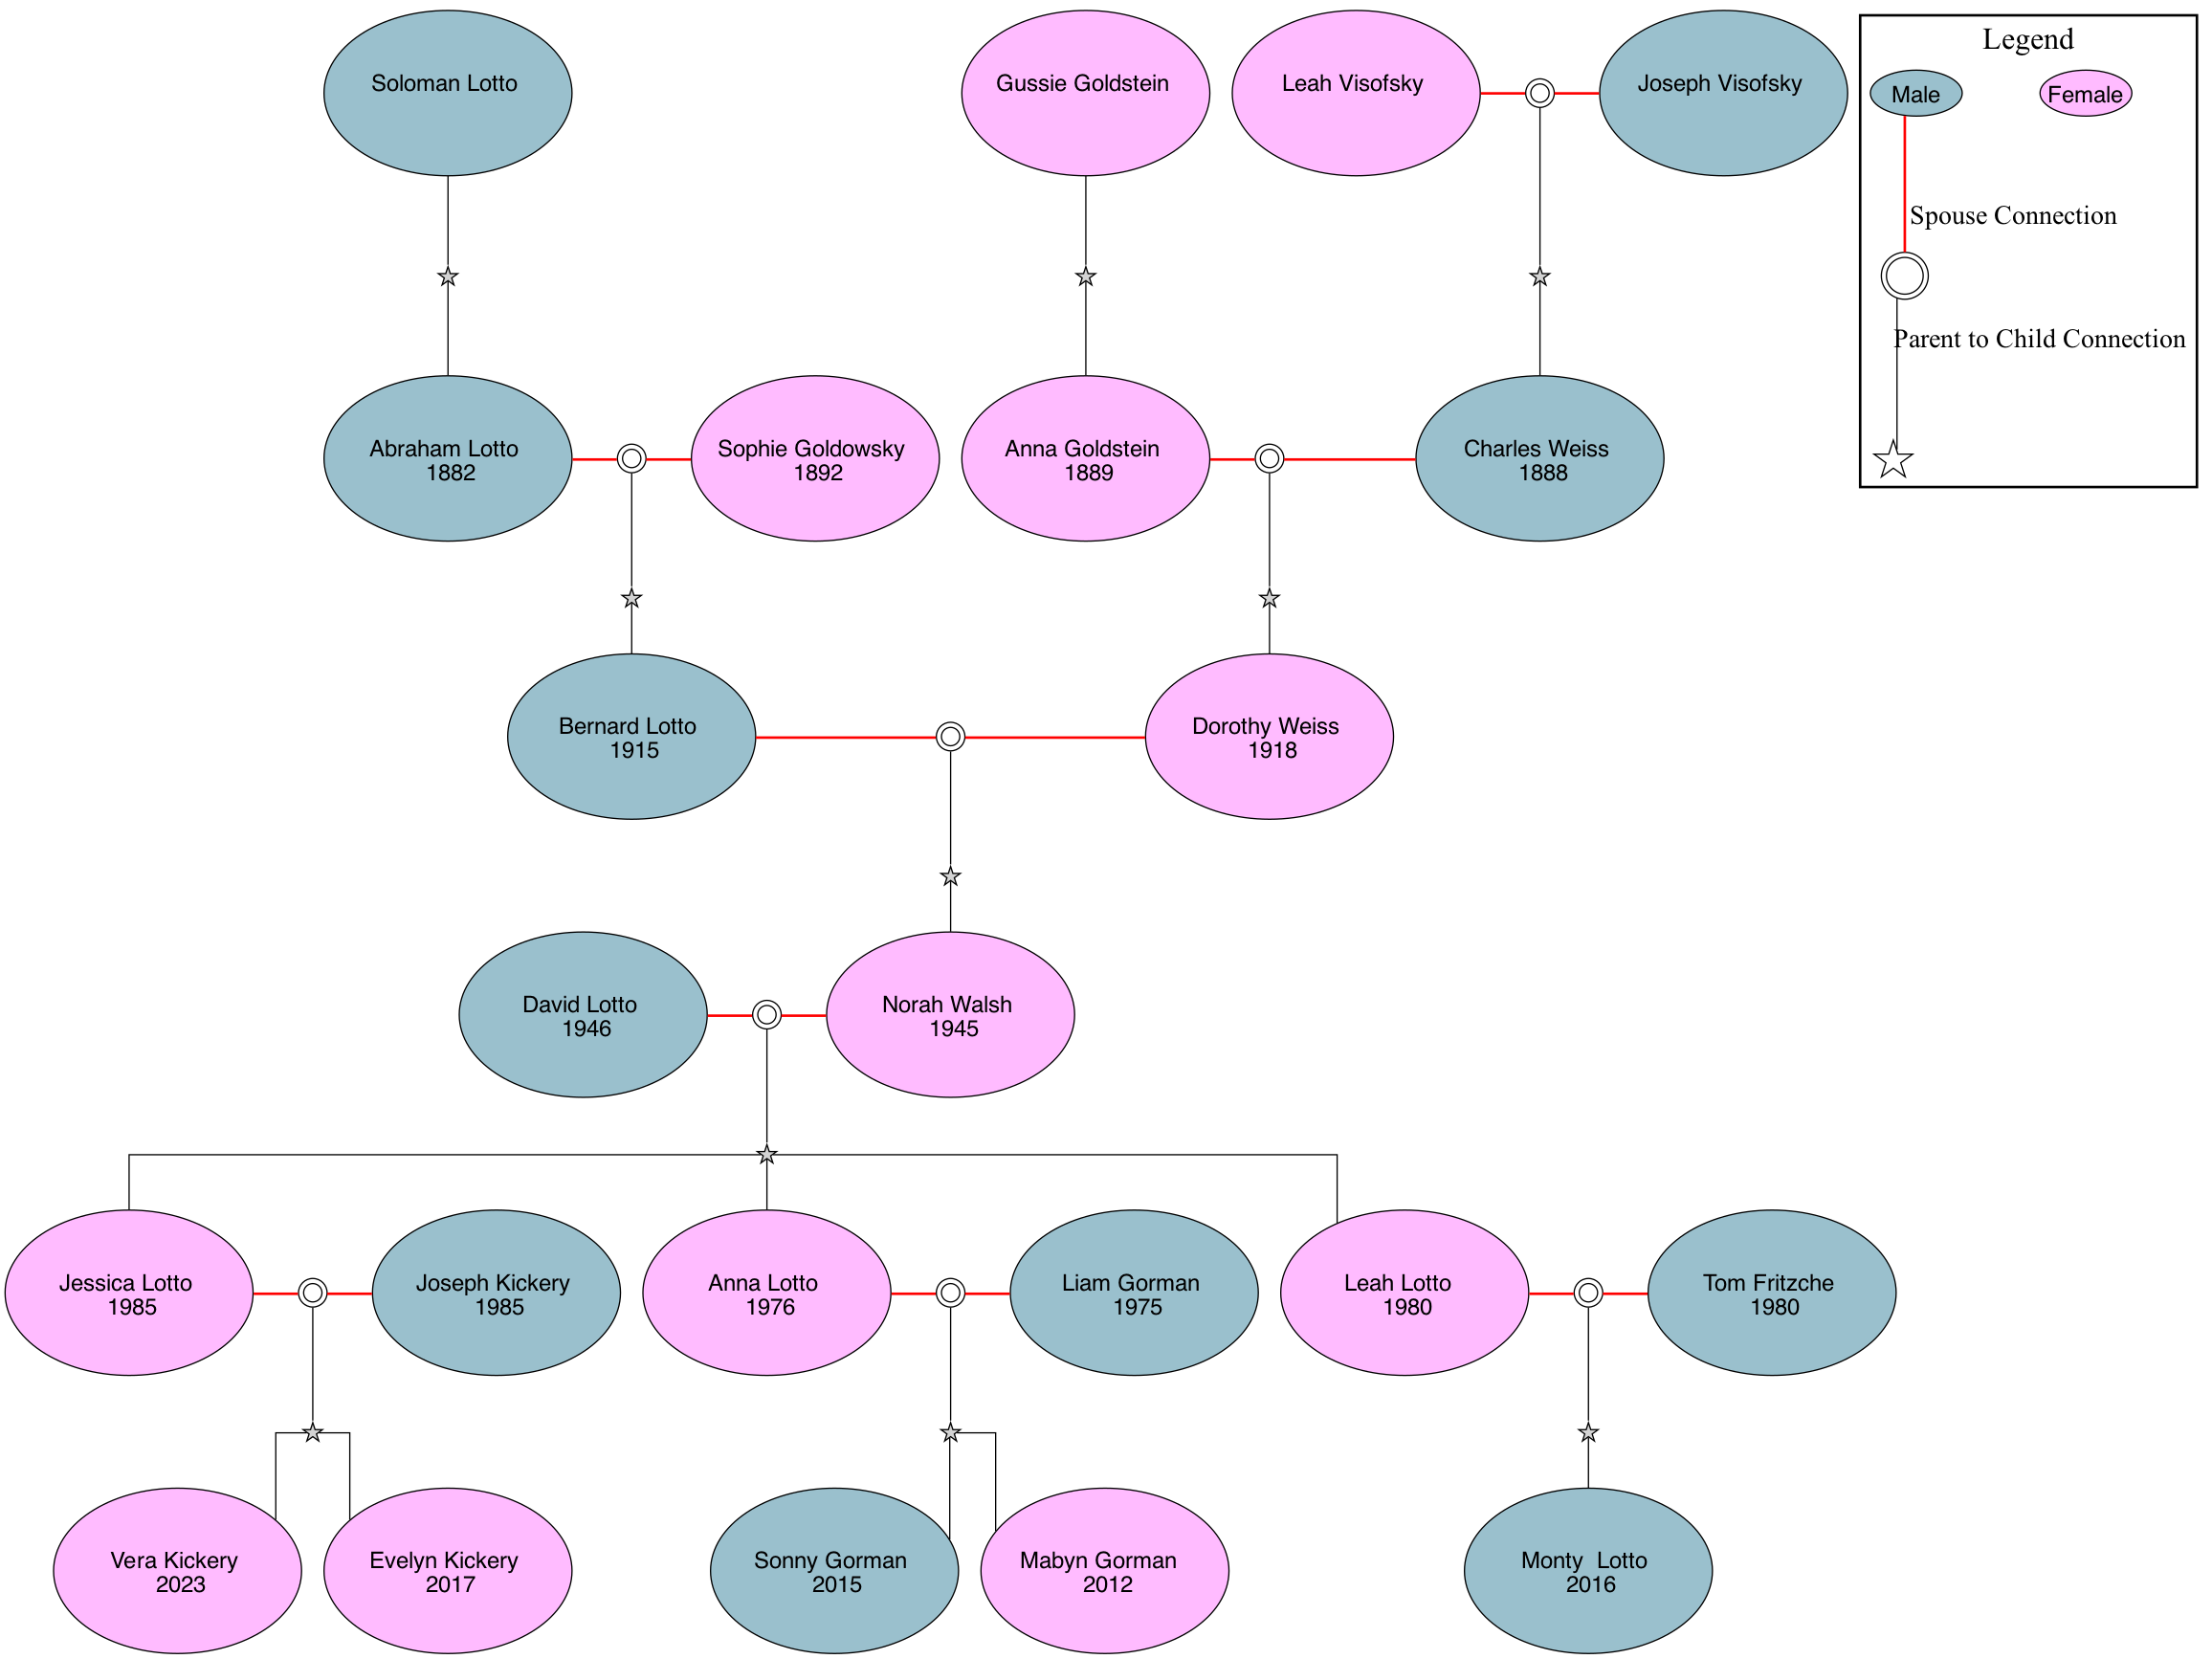 Soloman Lotto
Gussie Goldstein
Leah Visofsky
Joseph Visofsky
Legend
Male
Female
Spouse Connection
Parent to Child Connection
Abraham Lotto
1882
Sophie Goldowsky
1892
Anna Goldstein
1889
Charles Weiss
1888
Bernard Lotto
1915
Dorothy Weiss
1918
David Lotto
1946
Norah Walsh
1945
Jessica Lotto
1985
Joseph Kickery
1985
Anna Lotto
1976
Liam Gorman
1975
Leah Lotto
1980
Tom Fritzche
1980
Vera Kickery
2023
Evelyn Kickery
2017
Sonny Gorman
2015
Mabyn Gorman
2012
Monty  Lotto
2016